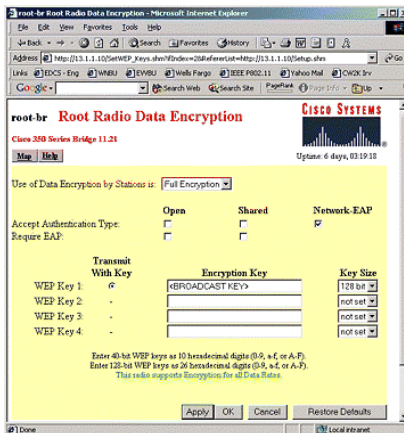 root-br Root Radio Data Encryption - Microsoft Internet Explorer
File Edit View Favorites Tools Help
Back Search Favorites History
Address http://13.1.1.10/SetWEP_Keys.shm?ifIndex=2&RefererList=http://13.1.1.10/Setup.shm Go
Links EDCS - Eng WNBU EWBU Wells Fargo IEEE P802.11 Yahoo Mail CW2K Inv
Google Search Web Search Site PageRank Page Info Up
CISCO SYSTEMS
root-br Root Radio Data Encryption
Cisco 350 Series Bridge 11.21
Map Help
Uptime: 6 days, 03:19:18
Use of Data Encryption by Stations is: Full Encryption
Open Shared Network-EAP
Accept Authentication Type:
Require EAP:
Transmit
With Key Encryption Key Key Size
WEP Key 1: <BROADCAST KEY> 128 bit
WEP Key 2: - not set
WEP Key 3: - not set
WEP Key 4: - not set
Enter 40-bit WEP keys as 10 hexadecimal digits (0-9, a-f, or A-F).
Enter 128-bit WEP keys as 26 hexadecimal digits (0-9, a-f, or A-F).
This radio supports Encryption for all Data Rates.
Apply OK Cancel Restore Defaults
Done Local intranet